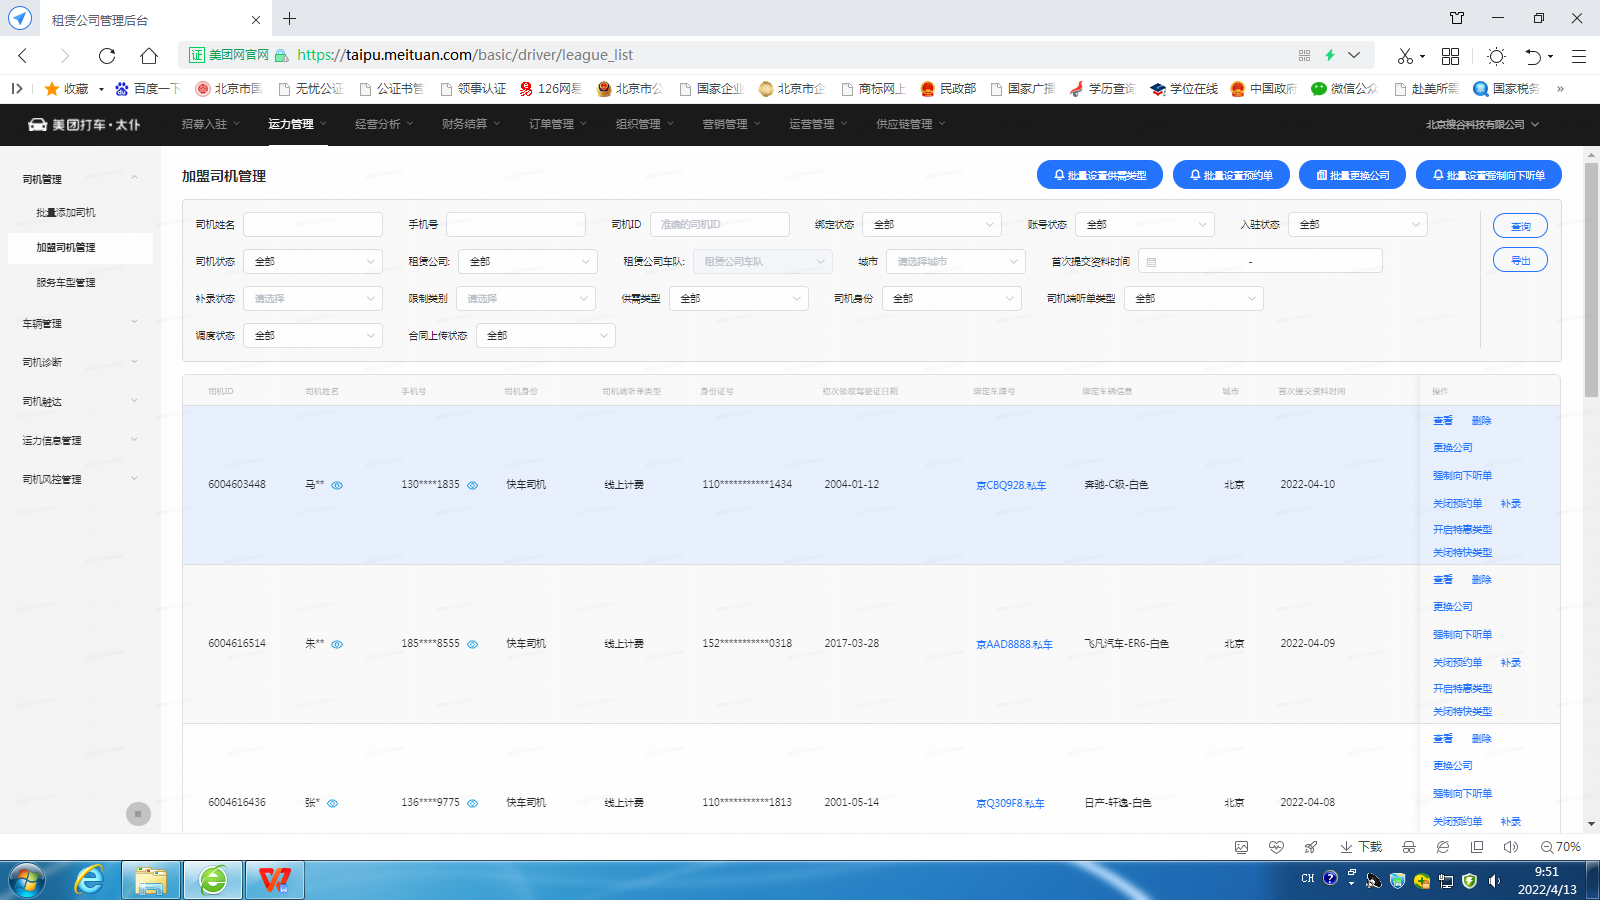 租赁公司管理后台
证 美团网官网 https://taipu.meituan.com/basic/driver/league_list
收藏 百度一下 北京市国 无忧公证 公证书管 领事认证 126网易 北京市公 国家企业 北京市企 商标网上 民政部 国家广播 学历查询 学位在线 中国政府 微信公众 赴美所需 国家税务 »
美团打车·太仆 招募入驻 运力管理 经营分析 财务结算 订单管理 组织管理 营销管理 运营管理 供应链管理 北京搜谷科技有限公司
司机管理
批量添加司机
加盟司机管理
服务车型管理
车辆管理
司机诊断
司机触达
运力信息管理
司机风控管理
加盟司机管理 批量设置供需类型 批量设置预约单 批量更换公司 批量设置强制向下听单
司机姓名 手机号 司机ID 准确的司机ID 绑定状态 全部 账号状态 全部 入驻状态 全部 查询
司机状态 全部 租赁公司: 全部 租赁公司车队: 租赁公司车队 城市 请选择城市 首次提交资料时间 - 导出
补录状态 请选择 限制类别 请选择 供需类型 全部 司机身份 全部 司机端听单类型 全部
调度状态 全部 合同上传状态 全部
司机ID 司机姓名 手机号 司机身份 司机端听单类型 身份证号 初次领取驾驶证日期 绑定车牌号 绑定车辆信息 城市 首次提交资料时间 操作
6004603448 马** 130****1835 快车司机 线上计费 110***********1434 2004-01-12 京CBQ928.私车 奔驰-C级-白色 北京 2022-04-10
查看 删除
更换公司
强制向下听单
关闭预约单 补录
开启特惠类型
关闭特快类型
6004616514 朱** 185****8555 快车司机 线上计费 152***********0318 2017-03-28 京AAD8888.私车 飞凡汽车-ER6-白色 北京 2022-04-09
查看 删除
更换公司
强制向下听单
关闭预约单 补录
开启特惠类型
关闭特快类型
6004616436 张* 136****9775 快车司机 线上计费 110***********1813 2001-05-14 京Q309F8.私车 日产-轩逸-白色 北京 2022-04-08
查看 删除
更换公司
强制向下听单
关闭预约单 补录
下载 70%
CH 9:51
2022/4/13